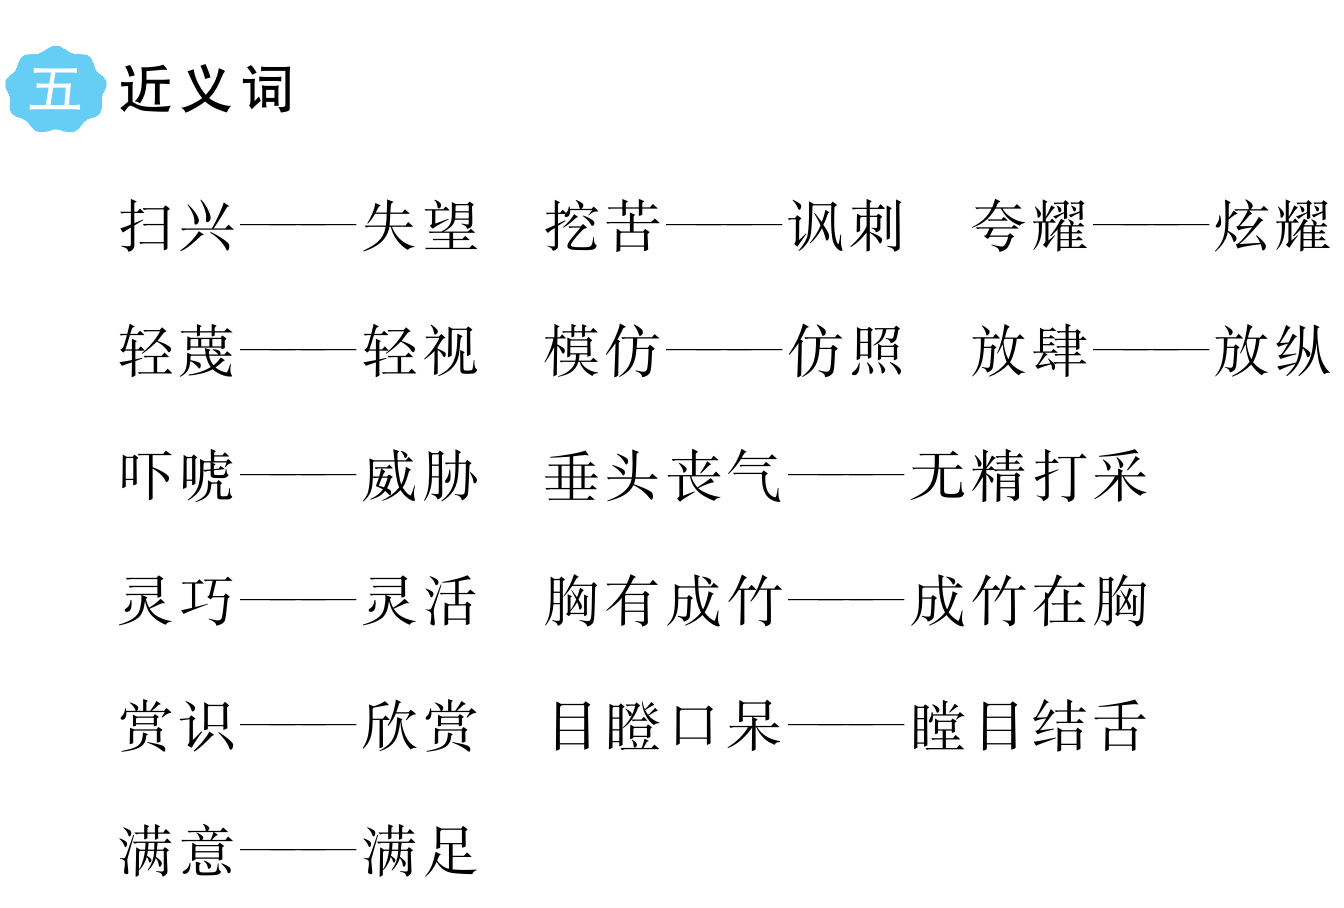 五 近义词
扫兴——失望 挖苦——讽刺 夸耀——炫耀
轻蔑——轻视 模仿——仿照 放肆——放纵
吓唬——威胁 垂头丧气——无精打采
灵巧——灵活 胸有成竹——成竹在胸
赏识——欣赏 目瞪口呆——瞠目结舌
满意——满足